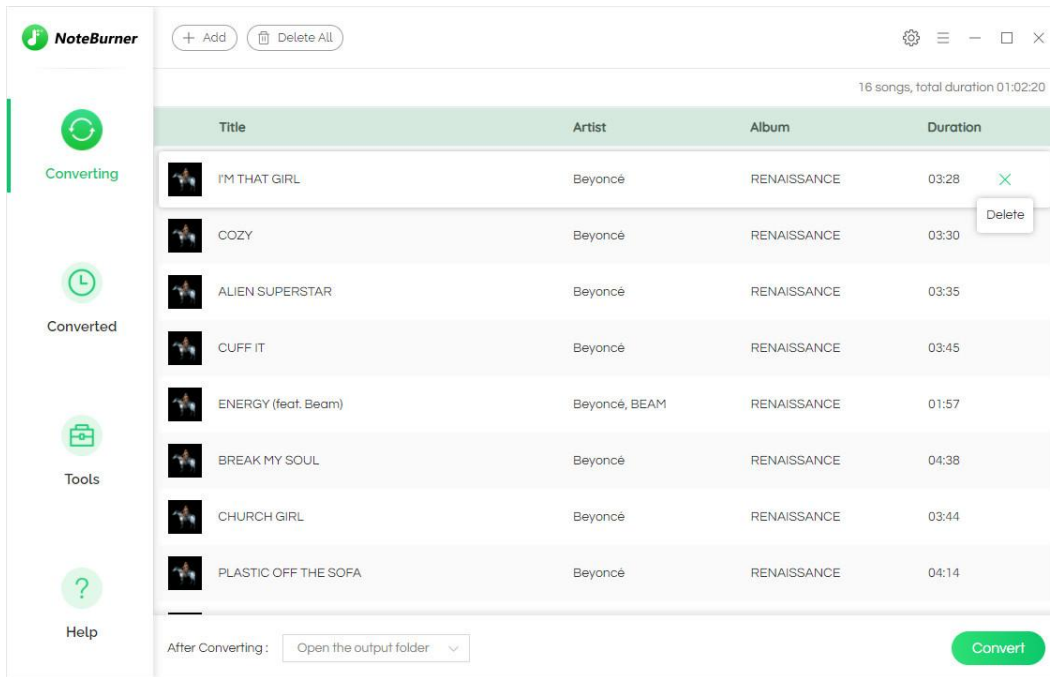 NoteBurner
+ Add
Delete All
16 songs, total duration 01:02:20
Title Artist Album Duration
Converting
I'M THAT GIRL Beyoncé RENAISSANCE 03:28
Delete
COZY Beyoncé RENAISSANCE 03:30
ALIEN SUPERSTAR Beyoncé RENAISSANCE 03:35
Converted
CUFF IT Beyoncé RENAISSANCE 03:45
ENERGY (feat. Beam) Beyoncé, BEAM RENAISSANCE 01:57
BREAK MY SOUL Beyoncé RENAISSANCE 04:38
Tools
CHURCH GIRL Beyoncé RENAISSANCE 03:44
PLASTIC OFF THE SOFA Beyoncé RENAISSANCE 04:14
?
Help
After Converting : Open the output folder
Convert